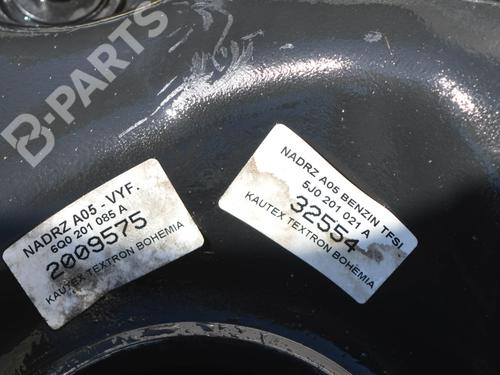 B-PARTS
NADRZ A05 - VYF.
6Q0 201 085 A
2009575
KAUTEX TEXTRON BOHEMIA
NADRZ A05 BENZIN TFSI
5J0 201 021 A
32554
KAUTEX TEXTRON BOHEMIA